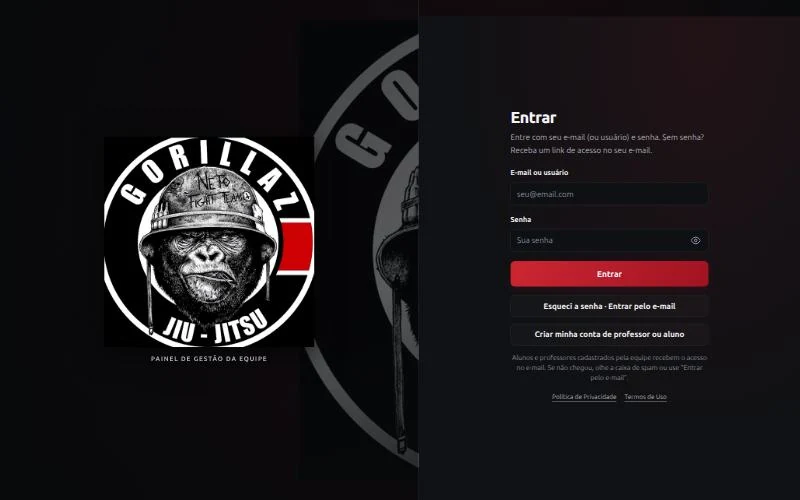 GORILLAZ
NETO
FIGHT TEAM
JIU - JITSU
PAINEL DE GESTÃO DA EQUIPE
GO
Entrar
Entre com seu e-mail (ou usuário) e senha. Sem senha?
Receba um link de acesso no seu e-mail.
E-mail ou usuário
seu@email.com
Senha
Sua senha
Entrar
Esqueci a senha · Entrar pelo e-mail
Criar minha conta de professor ou aluno
Alunos e professores cadastrados pela equipe recebem o acesso
no e-mail. Se não chegou, olhe a caixa de spam ou use "Entrar
pelo e-mail".
Política de Privacidade Termos de Uso